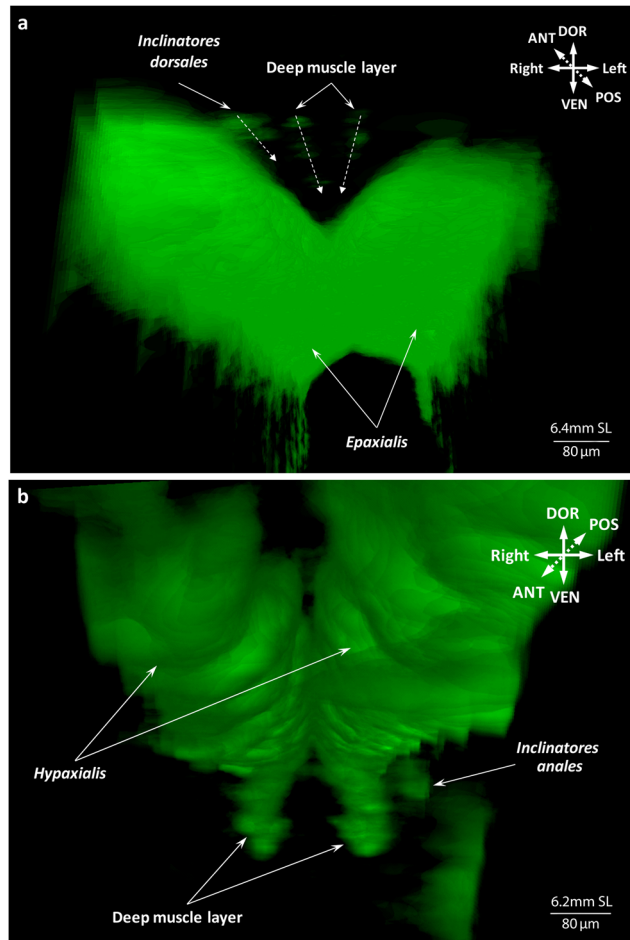 a
Inclinatores
dorsales
Deep muscle layer
DOR
ANT
Right
Left
VEN
POS
Epaxialis
6.4mm SL
80 µm
b
DOR
POS
Right
Left
ANT
VEN
Hypaxialis
Inclinatores
anales
Deep muscle layer
6.2mm SL
80 µm